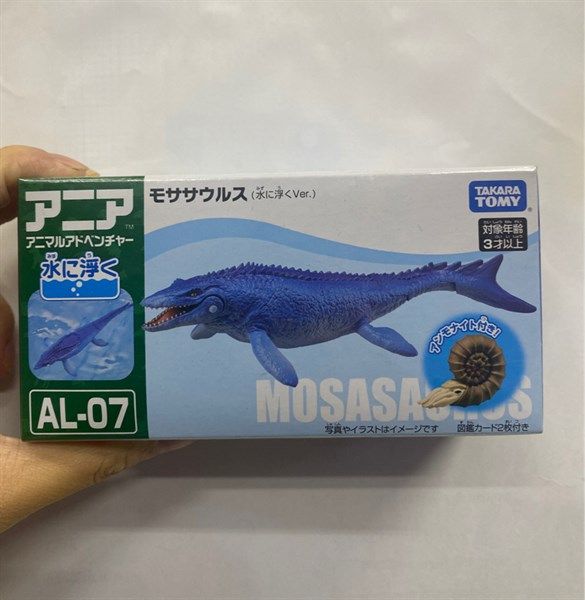 アニア
TM
アニマルアドベンチャー
モササウルス (水に浮くVer.)
TAKARA
TOMY
対象年齢
3才以上
水に浮く
アンモナイト付き!
MOSASAURUS
AL-07
写真やイラストはイメージです
図鑑カード2枚付き